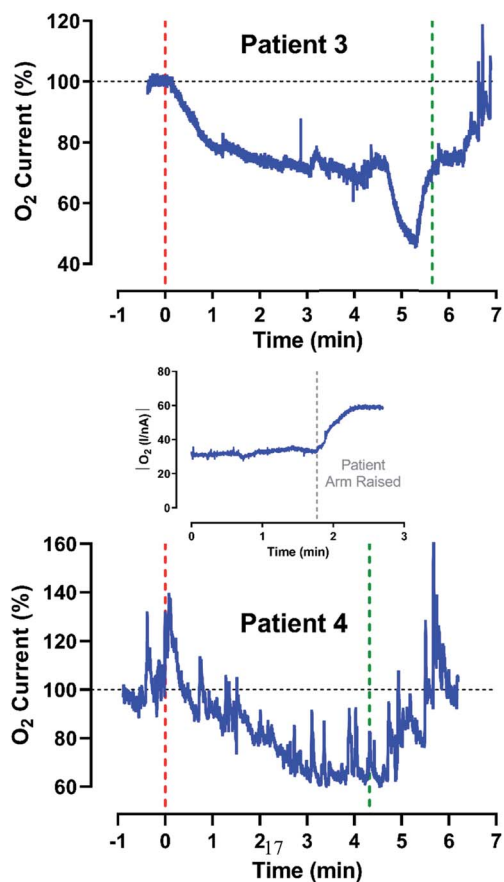 Patient 3
O2 Current (%)
120
100
80
60
40
-1 0 1 2 3 4 5 6 7
Time (min)
| O2 (I/nA) |
80
60
40
20
0
Patient
Arm Raised
0 1 2 3
Time (min)
Patient 4
O2 Current (%)
160
140
120
100
80
60
-1 0 1 2 3 4 5 6 7
17
Time (min)